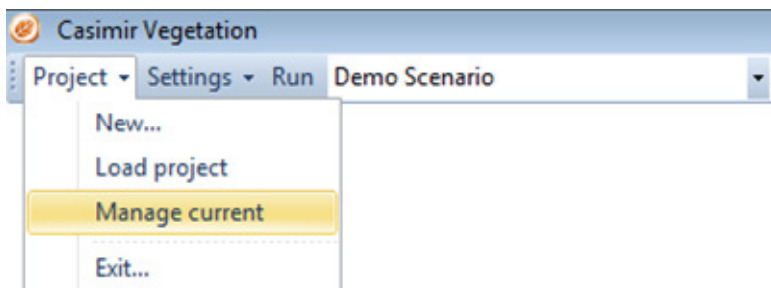 Casimir Vegetation
Project Settings Run Demo Scenario
New...
Load project
Manage current
Exit...